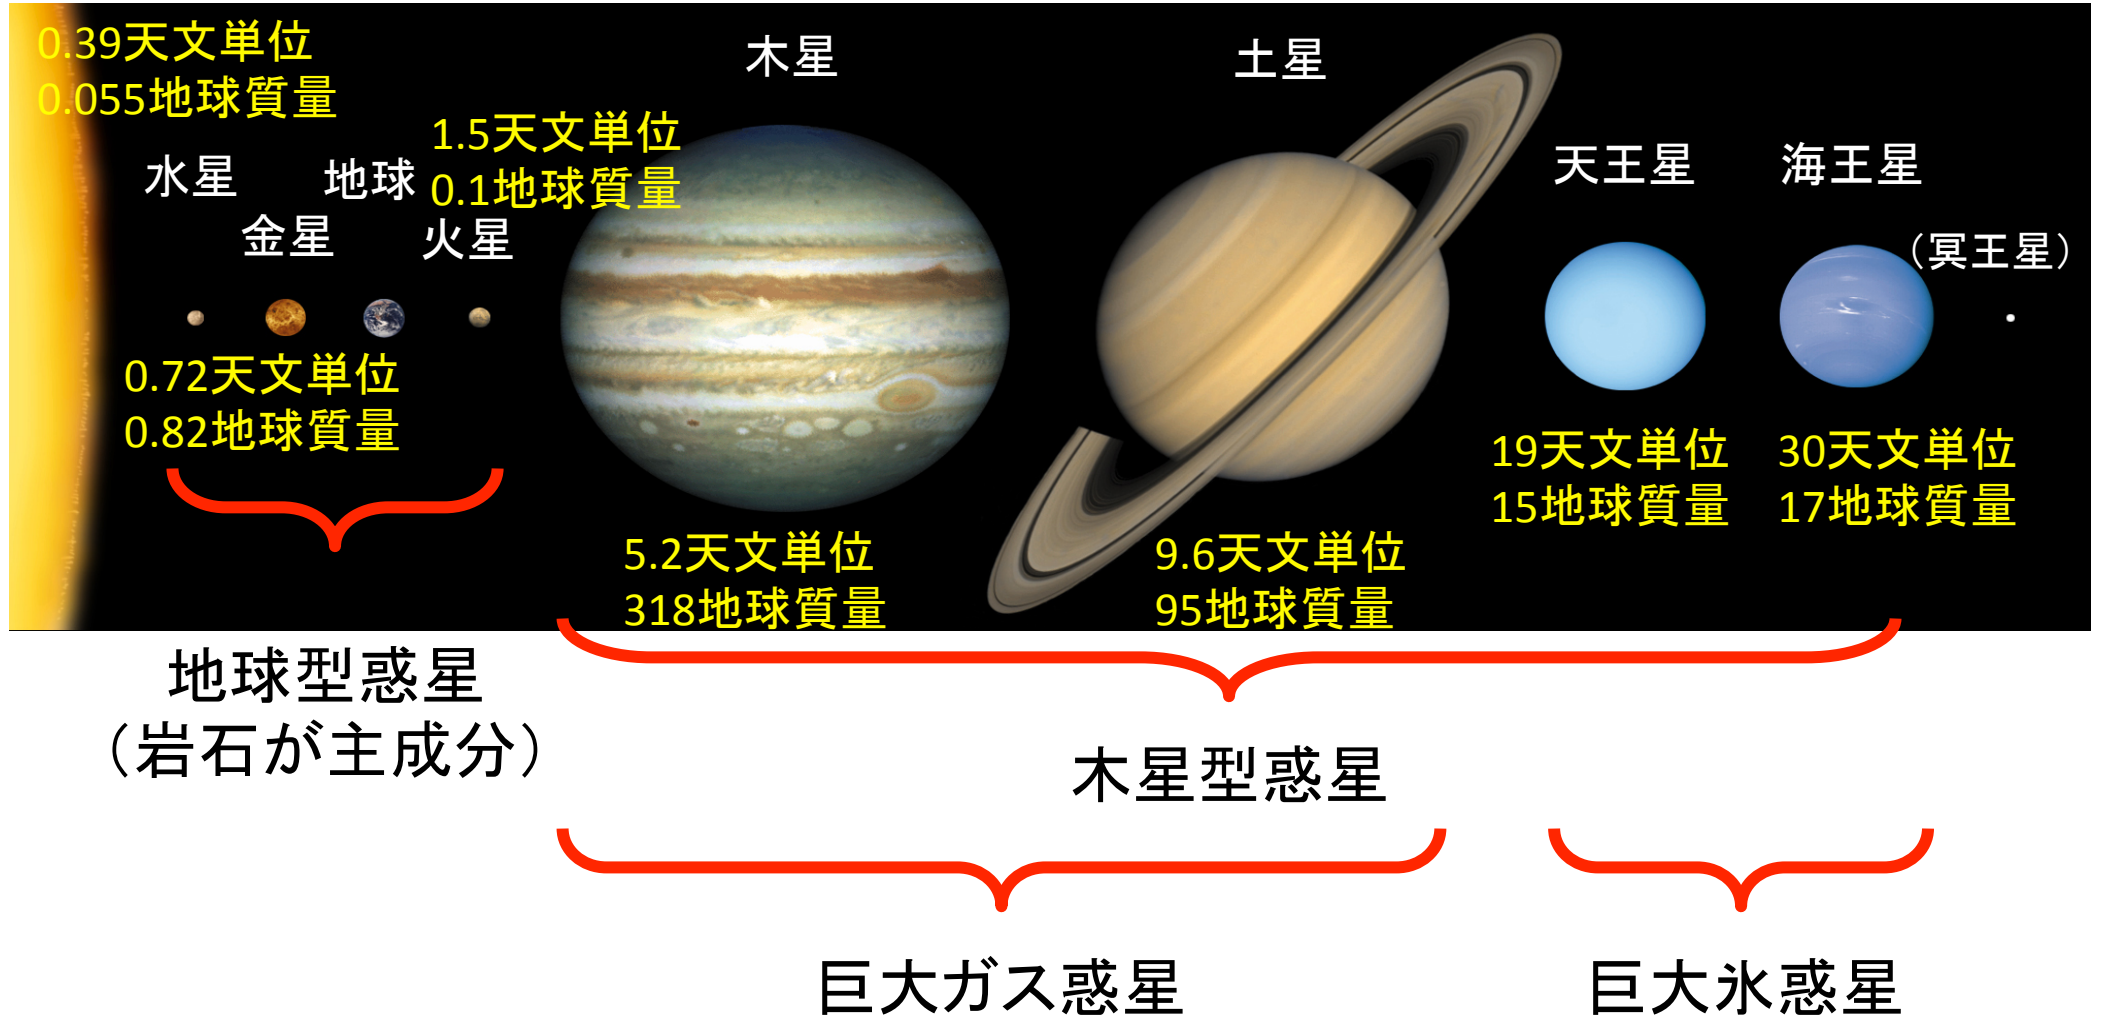 0.39天文単位
0.055地球質量
水星
金星
地球
火星
1.5天文単位
0.1地球質量
0.72天文単位
0.82地球質量
木星
5.2天文単位
318地球質量
土星
9.6天文単位
95地球質量
天王星
19天文単位
15地球質量
海王星
30天文単位
17地球質量
（冥王星）
地球型惑星
（岩石が主成分）
木星型惑星
巨大ガス惑星
巨大氷惑星